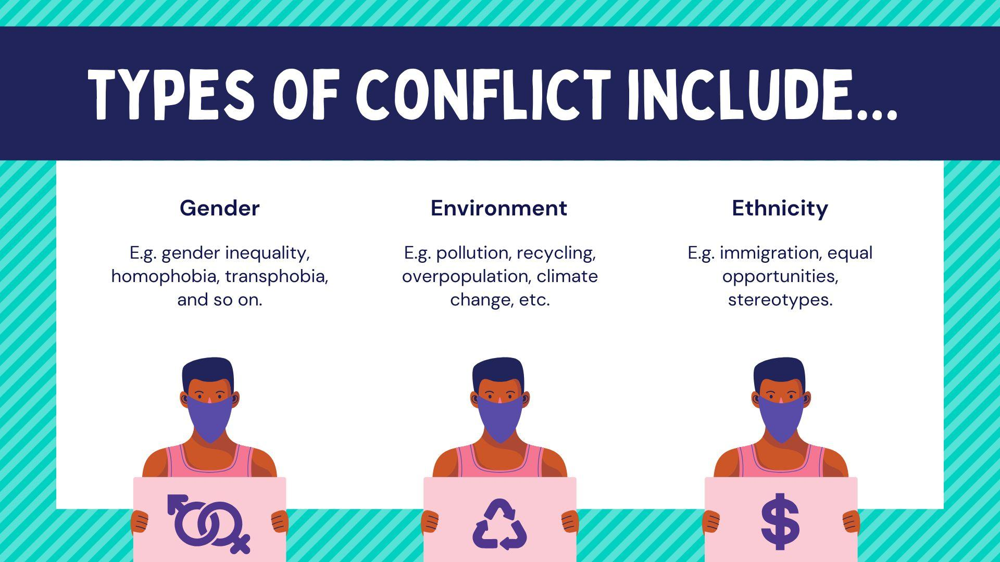 TYPES OF CONFLICT INCLUDE...
Gender
E.g. gender inequality,
homophobia, transphobia,
and so on.
Environment
E.g. pollution, recycling,
overpopulation, climate
change, etc.
Ethnicity
E.g. immigration, equal
opportunities,
stereotypes.
$